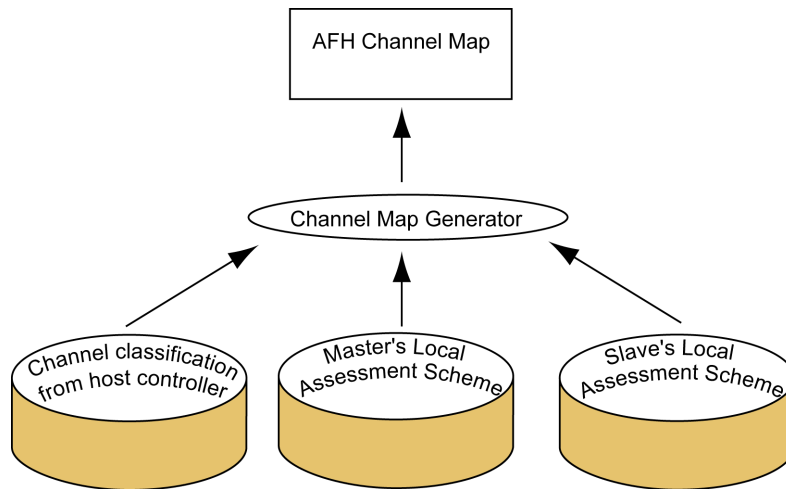 AFH Channel Map
Channel Map Generator
Channel classification
from host controller
Master's Local
Assessment Scheme
Slave's Local
Assessment Scheme